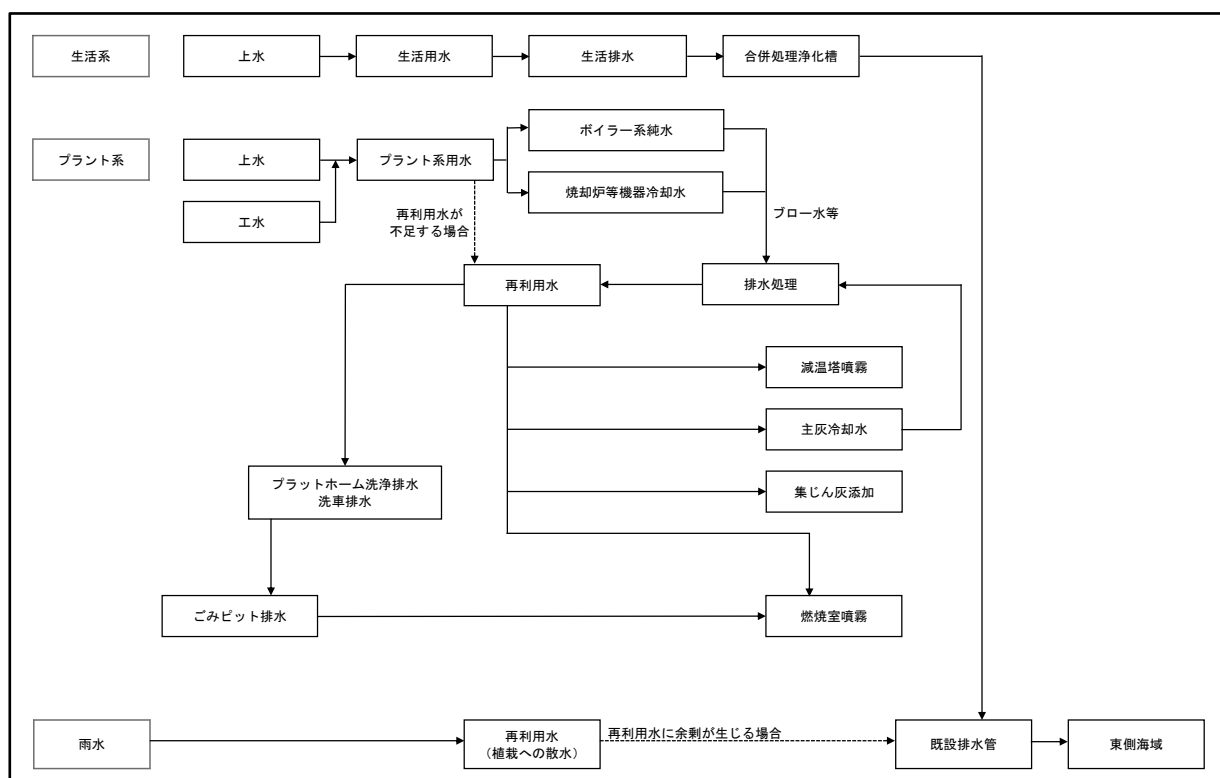 生活系
上水
生活用水
生活排水
合併処理浄化槽
プラント系
上水
プラント系用水
ボイラー系純水
焼却炉等機器冷却水
工水
再利用水が
不足する場合
ブロー水等
再利用水
排水処理
減温塔噴霧
主灰冷却水
プラットホーム洗浄排水
洗車排水
集じん灰添加
ごみピット排水
燃焼室噴霧
雨水
再利用水
(植栽への散水)
再利用水に余剰が生じる場合
既設排水管
東側海域